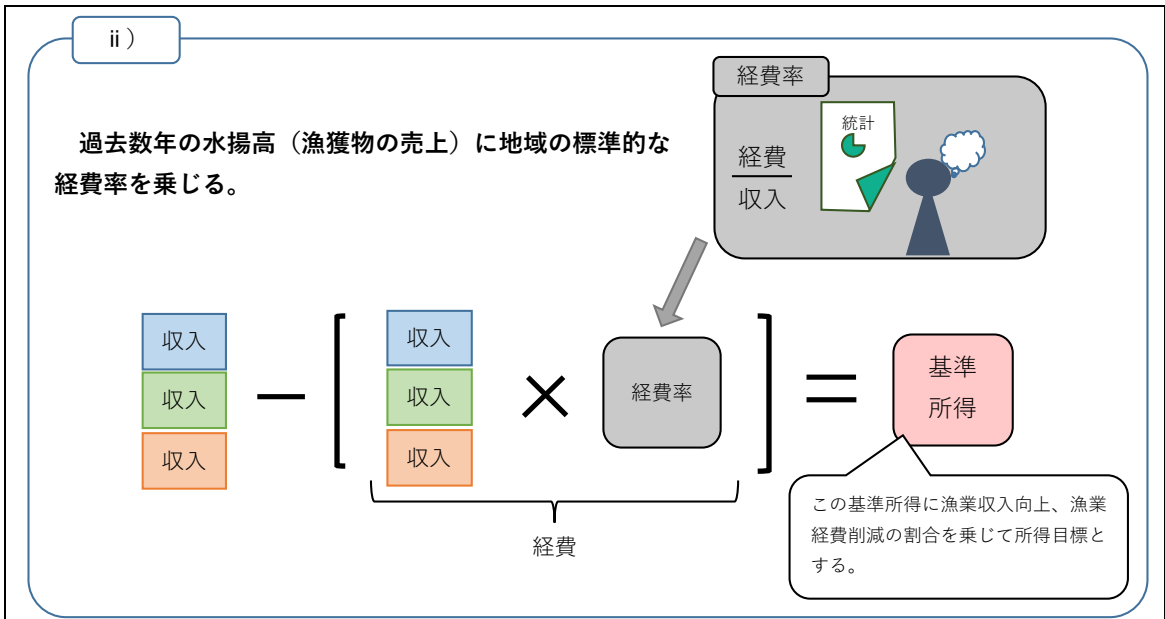 ⅱ）
経費率
過去数年の水揚高（漁獲物の売上）に地域の標準的な
経費率を乗じる。
統計
経費
収入
収入
収入
収入
－
収入
収入
収入
×
経費率
＝
基準
所得
経費
この基準所得に漁業収入向上、漁業
経費削減の割合を乗じて所得目標と
する。